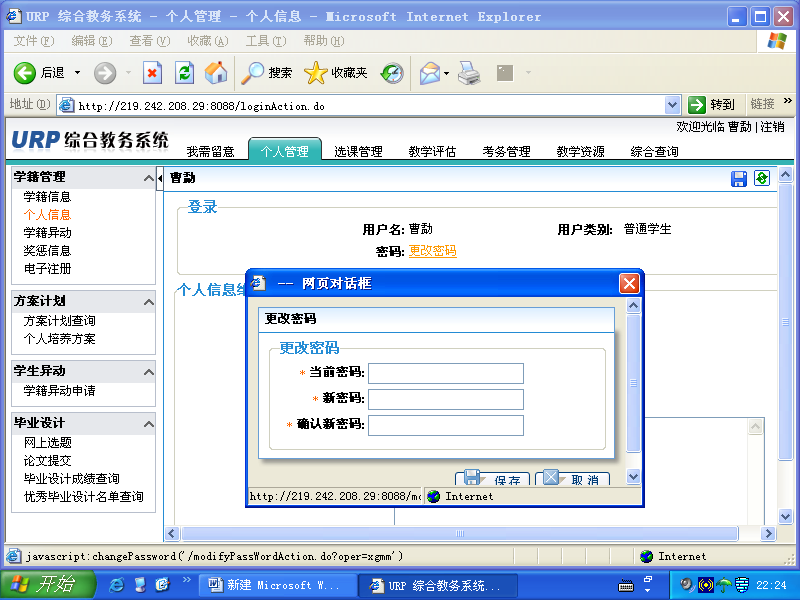 URP 综合教务系统 - 个人管理 - 个人信息 - Microsoft Internet Explorer
文件(F) 编辑(E) 查看(V) 收藏(A) 工具(T) 帮助(H)
后退 搜索 收藏夹
地址(D) http://219.242.208.29:8088/loginAction.do 转到 链接 »
欢迎光临 曹勐 | 注销
URP 综合教务系统
我需留意 个人管理 选课管理 教学评估 考务管理 教学资源 综合查询
学籍管理
学籍信息
个人信息
学籍异动
奖惩信息
电子注册
方案计划
方案计划查询
个人培养方案
学生异动
学籍异动申请
毕业设计
网上选题
论文提交
毕业设计成绩查询
优秀毕业设计名单查询
曹勐
登录
用户名: 曹勐 用户类别: 普通学生
密码: 更改密码
个人信息
-- 网页对话框
更改密码
更改密码
* 当前密码:
* 新密码:
* 确认新密码:
保存 取消
http://219.242.208.29:8088/mo Internet
javascript:changePassword('/modifyPassWordAction.do?oper=xgmm') Internet
开始 » 新建 Microsoft W... URP 综合教务系统... 22:24